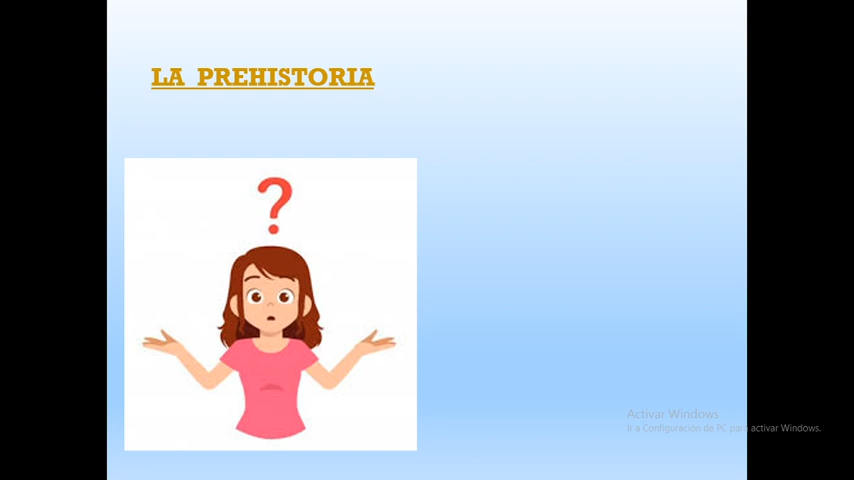 LA PREHISTORIA
?
Activar Windows
Ir a Configuración de PC para activar Windows.